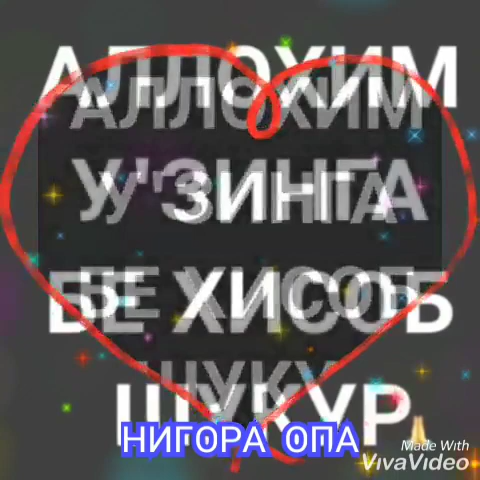 АЛЛОХИМ
У'ЗИНГА
БЕ ХИСОБ
ШУКУР
НИГОРА ОПА
Made With
VivaVideo